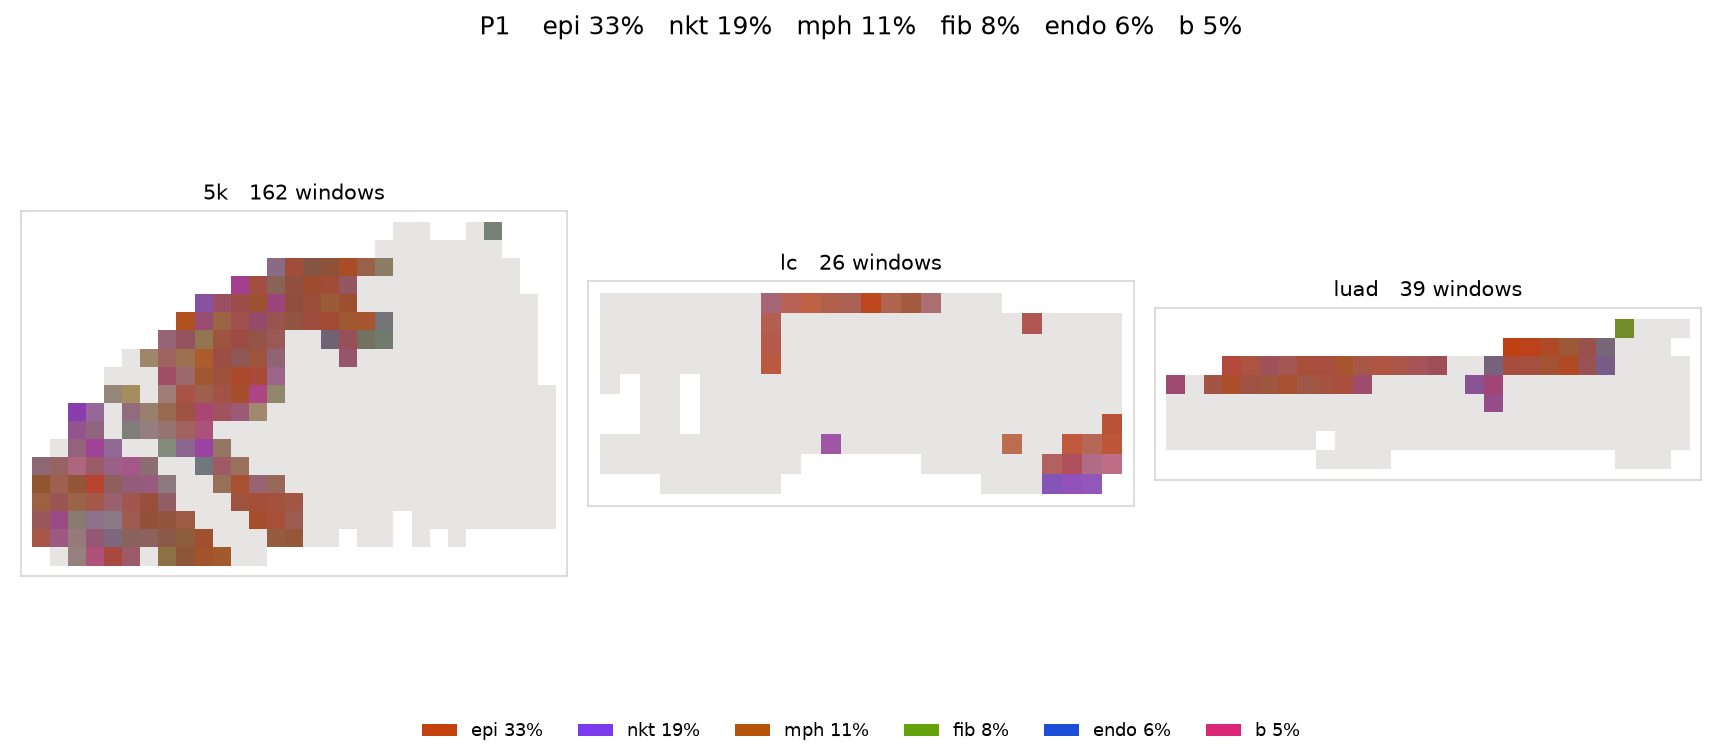 P1 epi 33% nkt 19% mph 11% fib 8% endo 6% b 5%
5k 162 windows
lc 26 windows
luad 39 windows
epi 33% nkt 19% mph 11% fib 8% endo 6% b 5%